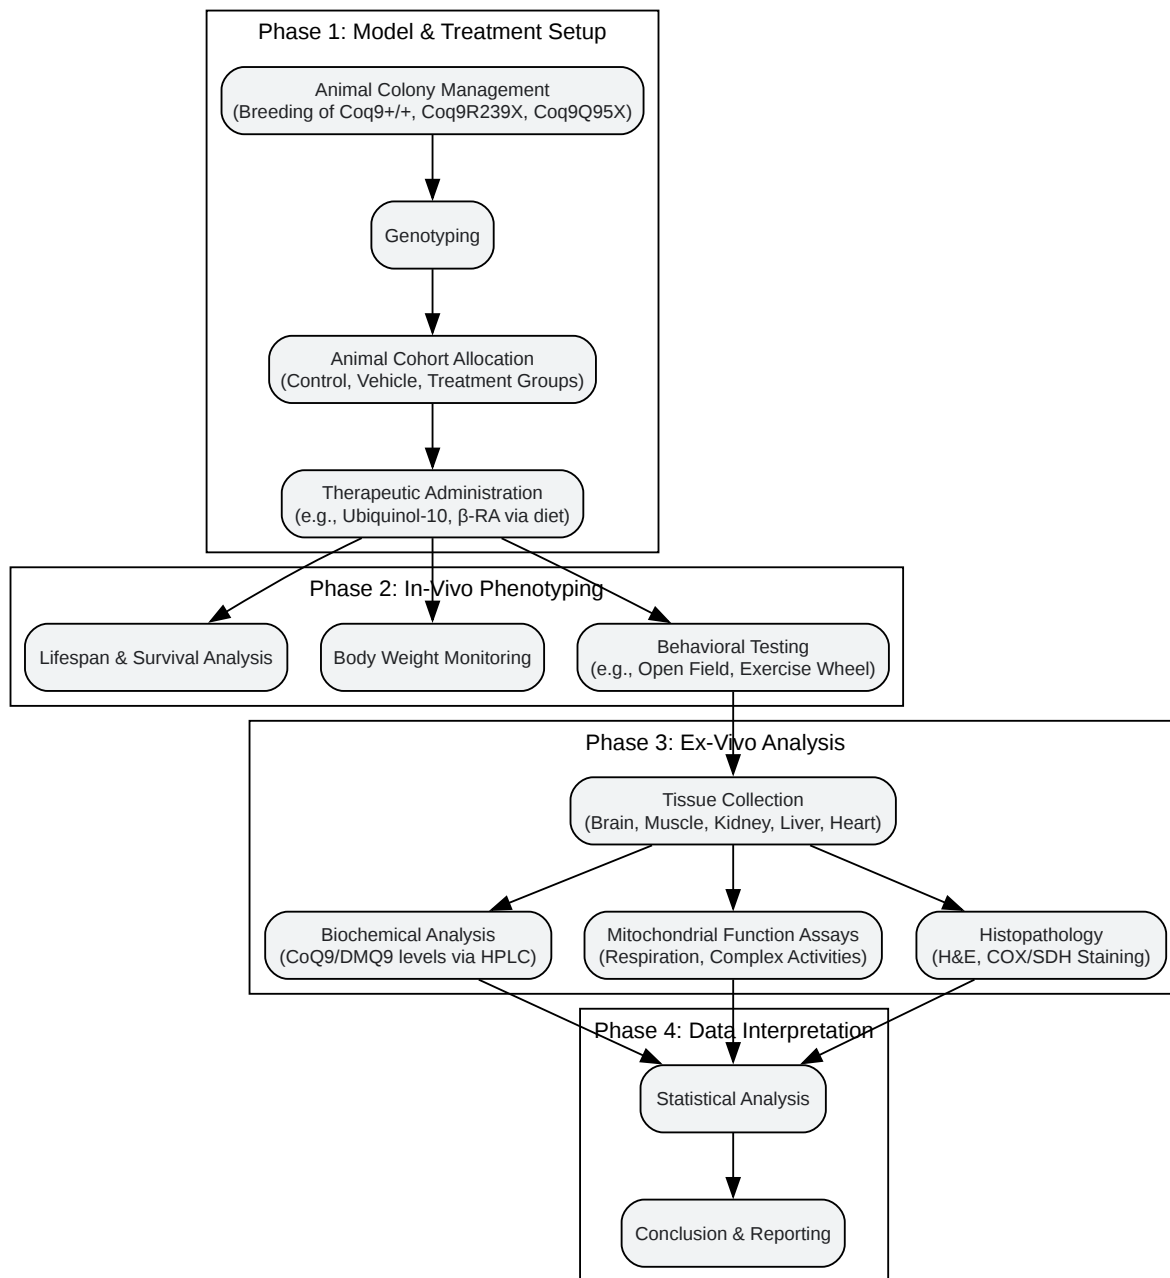 Phase 1: Model & Treatment Setup
Animal Colony Management
(Breeding of Coq9+/+, Coq9R239X, Coq9Q95X)
Genotyping
Animal Cohort Allocation
(Control, Vehicle, Treatment Groups)
Therapeutic Administration
(e.g., Ubiquinol-10, β-RA via diet)
Phase 2: In-Vivo Phenotyping
Lifespan & Survival Analysis
Body Weight Monitoring
Behavioral Testing
(e.g., Open Field, Exercise Wheel)
Phase 3: Ex-Vivo Analysis
Tissue Collection
(Brain, Muscle, Kidney, Liver, Heart)
Biochemical Analysis
(CoQ9/DMQ9 levels via HPLC)
Mitochondrial Function Assays
(Respiration, Complex Activities)
Histopathology
(H&E, COX/SDH Staining)
Phase 4: Data Interpretation
Statistical Analysis
Conclusion & Reporting